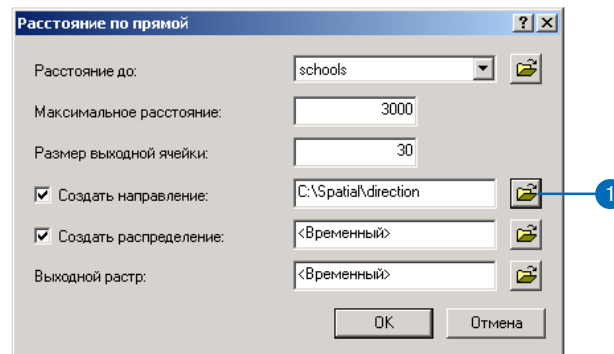 Расстояние по прямой
Расстояние до: schools
Максимальное расстояние: 3000
Размер выходной ячейки: 30
Создать направление: C:\Spatial\direction 1
Создать распределение: <Временный>
Выходной растр: <Временный>
OK Отмена